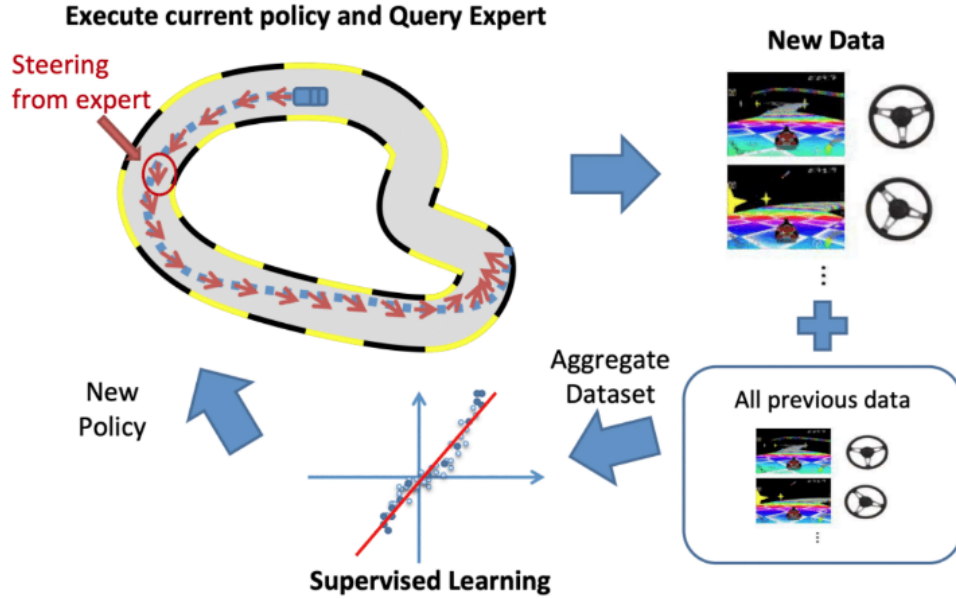 Execute current policy and Query Expert
Steering
from expert
New Data
Aggregate
Dataset
All previous data
New
Policy
Supervised Learning